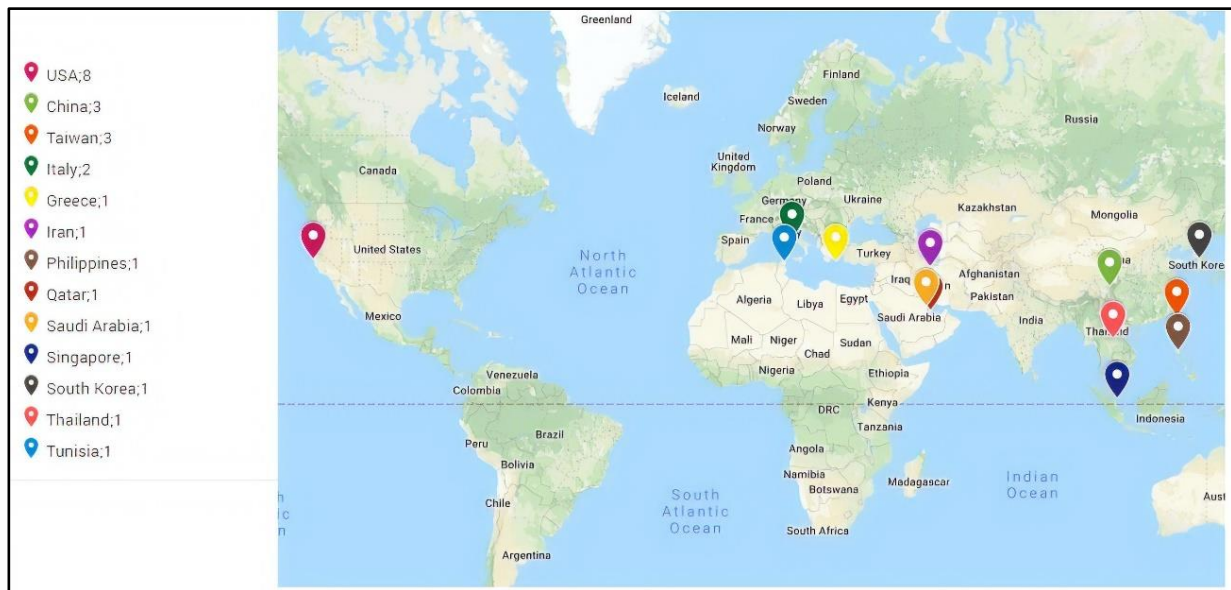 USA;8
China;3
Taiwan;3
Italy;2
Greece;1
Iran;1
Philippines;1
Qatar;1
Saudi Arabia;1
Singapore;1
South Korea;1
Thailand;1
Tunisia;1
Greenland
Iceland
Finland
Sweden
Norway
Russia
Canada
United
Kingdom
Poland
Germany
Ukraine
France
Kazakhstan
Mongolia
Spain
Turkey
United States
North
Atlantic
Ocean
South Korea
Iraq
Afghanistan
Pakistan
Algeria
Libya
Egypt
Saudi Arabia
India
Mexico
Mali
Niger
Sudan
Chad
Nigeria
Ethiopia
Venezuela
Colombia
Kenya
DRC
Tanzania
Indonesia
Brazil
Peru
Bolivia
Angola
Namibia
Botswana
Madagascar
Indian
Ocean
South
Atlantic
Ocean
Chile
South Africa
Argentina
Aust